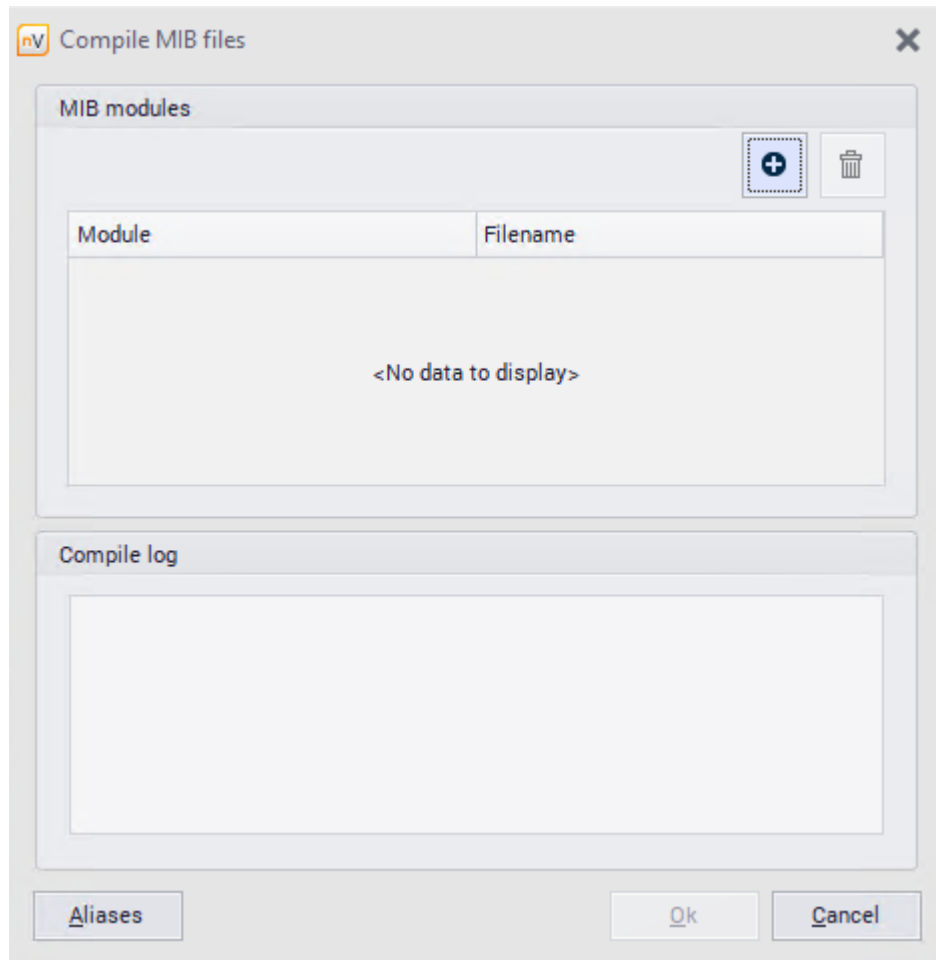 nV Compile MIB files
MIB modules
Module Filename
<No data to display>
Compile log
Aliases Ok Cancel